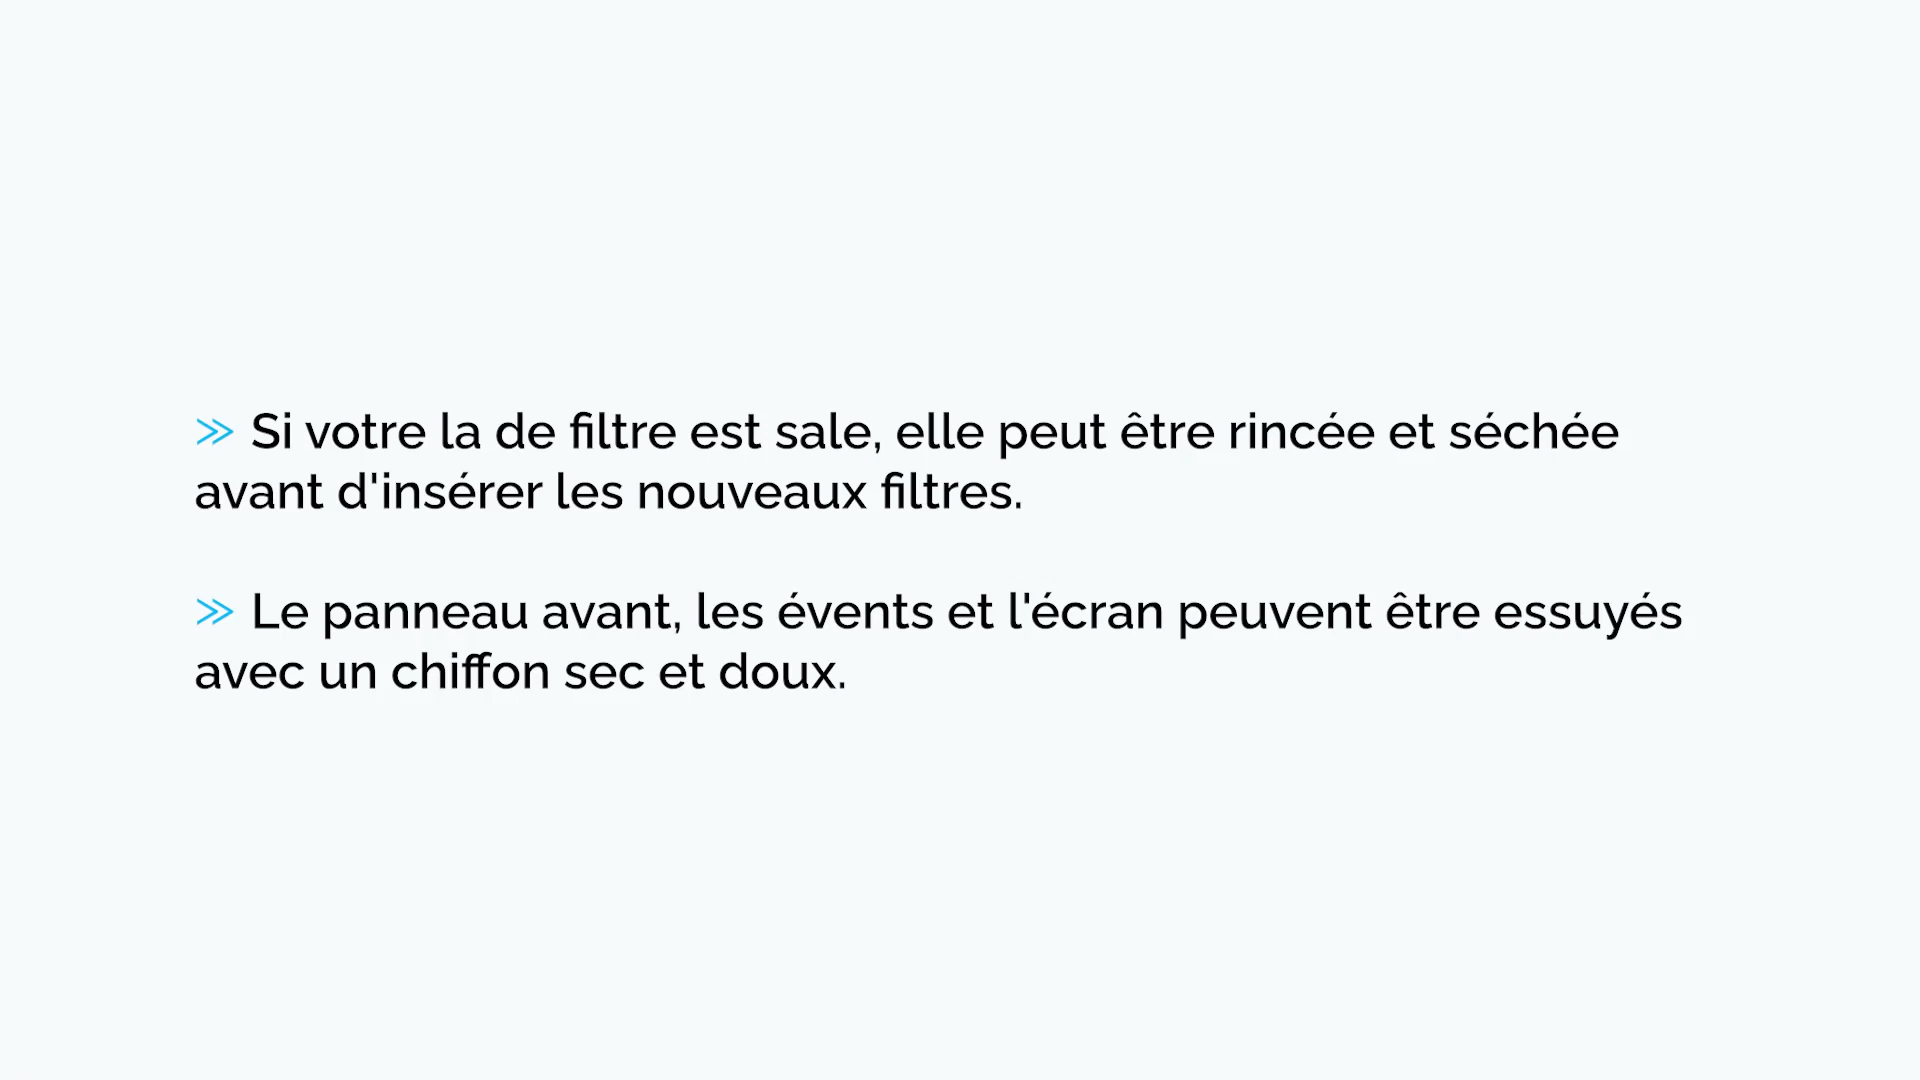 ≫ Si votre la de filtre est sale, elle peut être rincée et séchée
avant d'insérer les nouveaux filtres.
≫ Le panneau avant, les évents et l'écran peuvent être essuyés
avec un chiffon sec et doux.